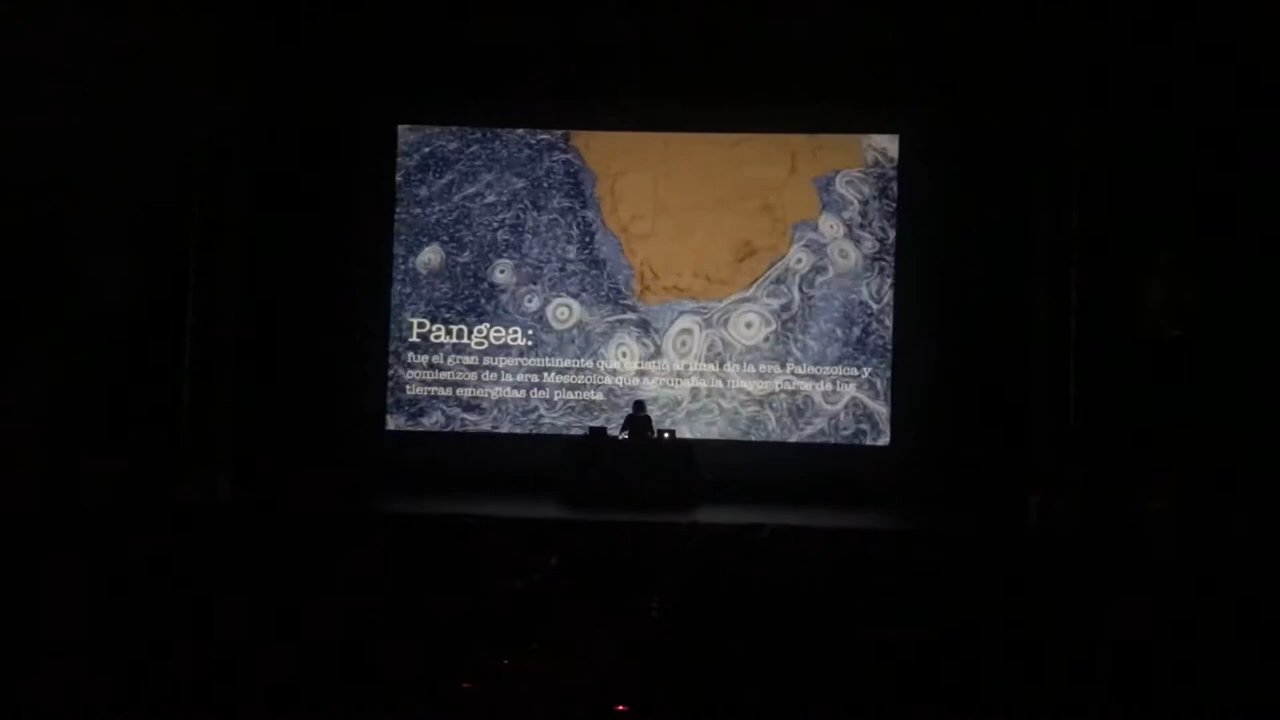 Pangea:
fue el gran supercontinente que existió al final de la era Paleozoica y
comienzos de la era Mesozoica que agrupaba la mayor parte de las
tierras emergidas del planeta.